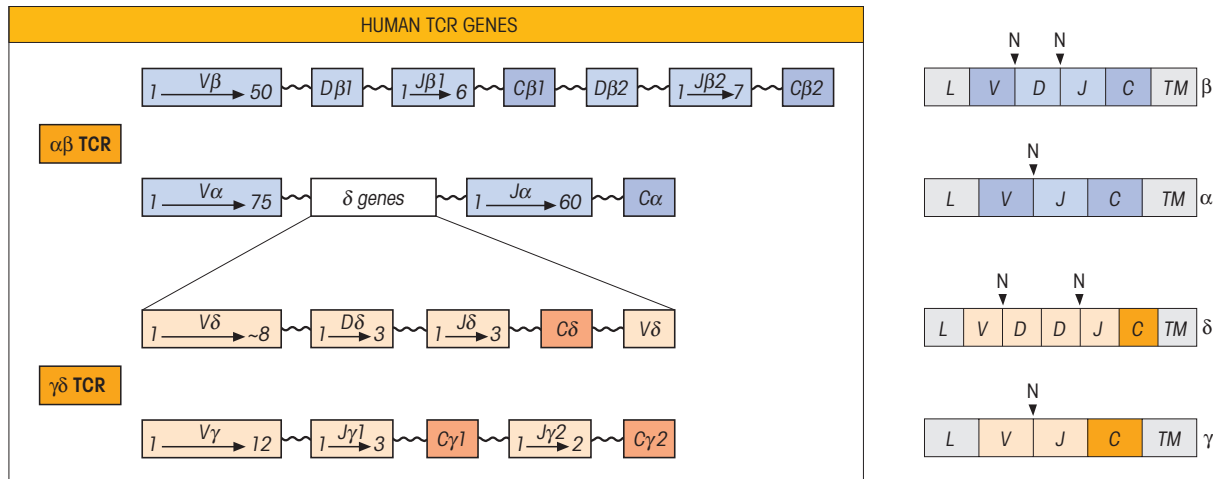 HUMAN TCR GENES
Vβ 1 50 Dβ1 Jβ1 1 6 Cβ1 Dβ2 Jβ2 1 7 Cβ2
αβ TCR
Vα 1 75 δ genes Jα 1 60 Cα
Vδ 1 ~8 Dδ 1 3 Jδ 1 3 Cδ Vδ
γδ TCR
Vγ 1 12 Jγ1 1 3 Cγ1 Jγ2 1 2 Cγ2
N N
L V D J C TM β
N
L V J C TM α
N N
L V D D J C TM δ
N
L V J C TM γ